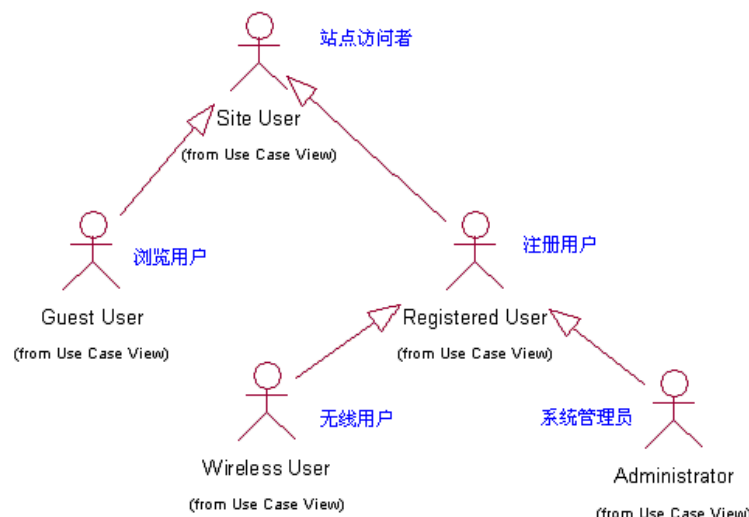 站点访问者
Site User
(from Use Case View)
浏览用户
注册用户
Guest User
(from Use Case View)
Registered User
(from Use Case View)
无线用户
系统管理员
Wireless User
(from Use Case View)
Administrator
(from Use Case View)